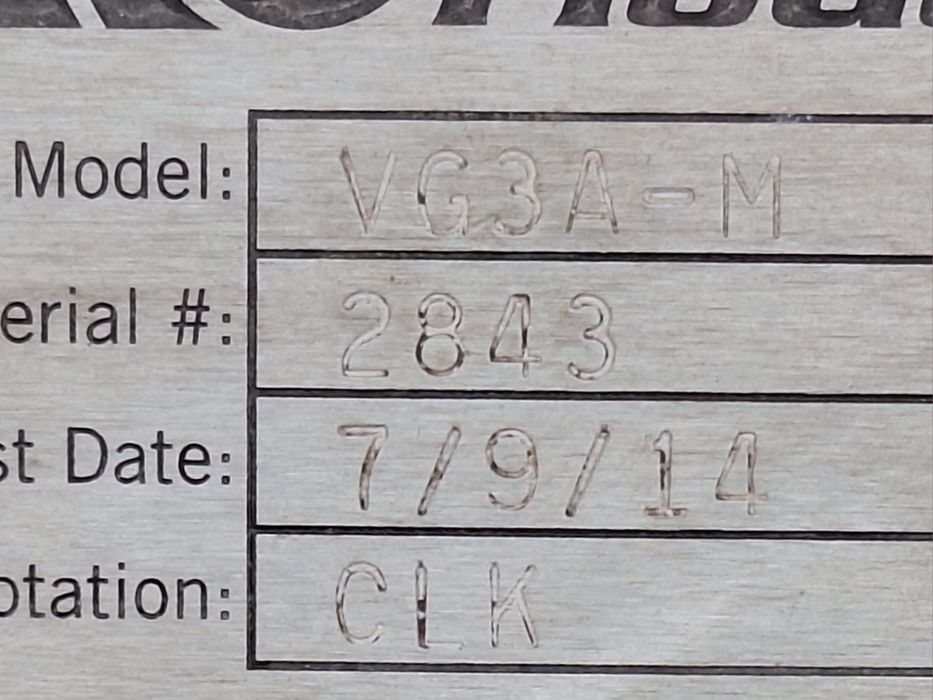 Model: VG3A-M
erial #: 2843
st Date: 7/9/14
otation: CLK